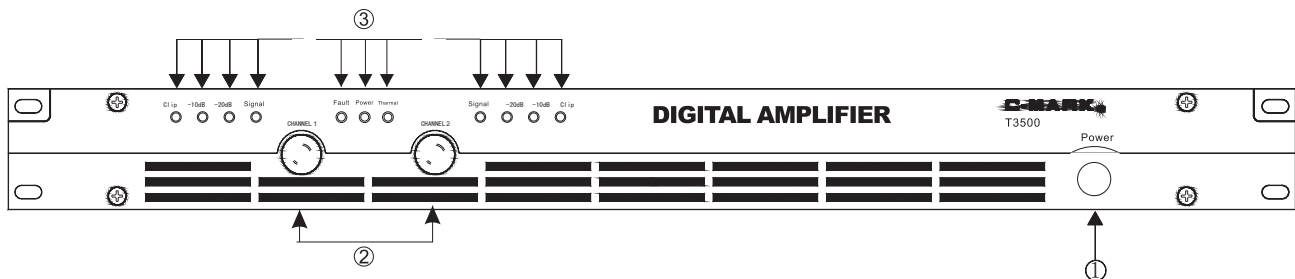 ③
Clip -10dB -20dB Signal Fault Power Thermal Signal -20dB -10dB Clip
CHANNEL 1 CHANNEL 2
DIGITAL AMPLIFIER
C-MARK
T3500
Power
②
①